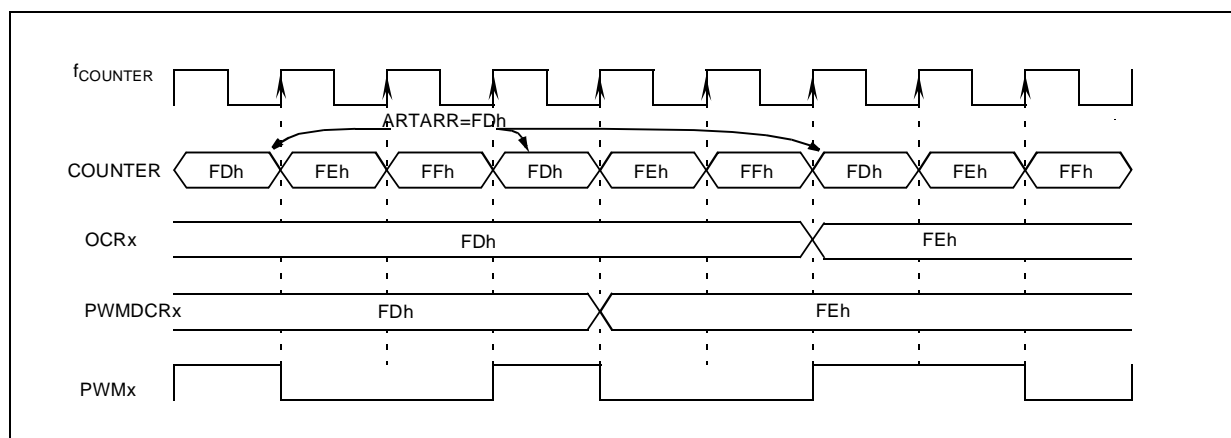 fCOUNTER
ARTARR=FDh
COUNTER FDh FEh FFh FDh FEh FFh FDh FEh FFh
OCRx FDh FEh
PWMDCRx FDh FEh
PWMx